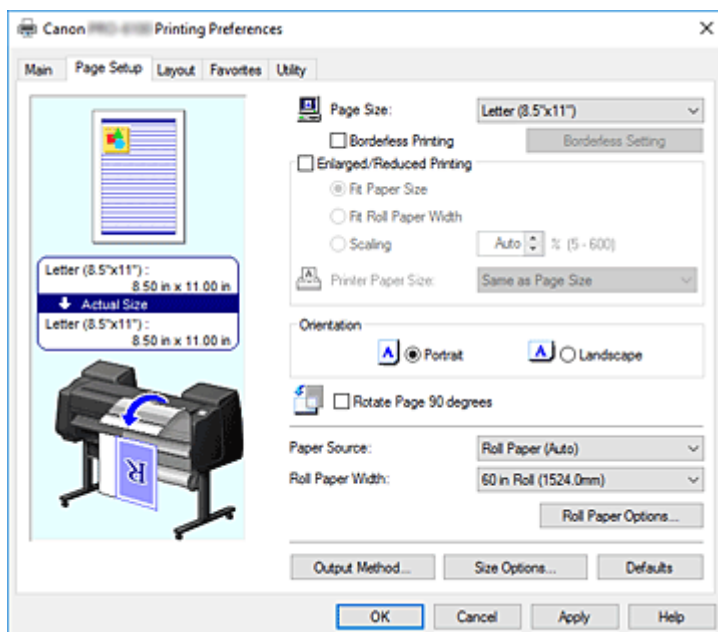 Canon Printing Preferences
Main Page Setup Layout Favorites Utility
Page Size: Letter (8.5"x11")
Borderless Printing Borderless Setting
Enlarged/Reduced Printing
Fit Paper Size
Fit Roll Paper Width
Scaling Auto % (5 - 600)
Printer Paper Size: Same as Page Size
Letter (8.5"x11") :
8.50 in x 11.00 in
Actual Size
Letter (8.5"x11") :
8.50 in x 11.00 in
Orientation
A Portrait A Landscape
Rotate Page 90 degrees
R
Paper Source: Roll Paper (Auto)
Roll Paper Width: 60 in Roll (1524.0mm)
Roll Paper Options...
Output Method... Size Options... Defaults
OK Cancel Apply Help